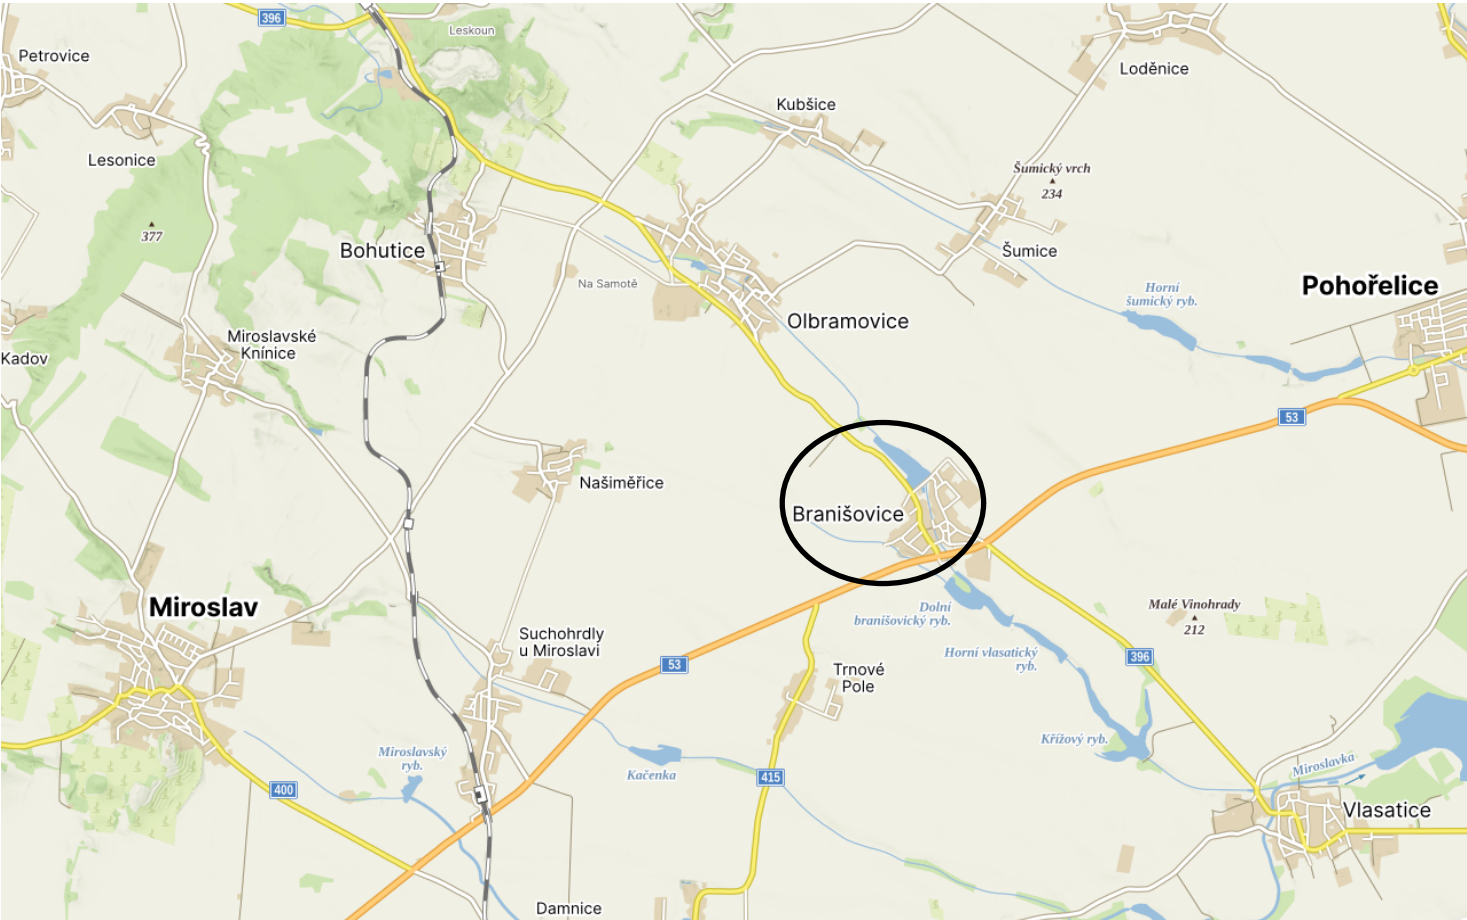 396
Leskoun
Petrovice
Loděnice
Kubšice
Lesonice
Šumický vrch
234
377
Bohutice
Šumice
Na Samotě
Pohořelice
Horní
šumický ryb.
Olbramovice
Miroslavské
Knínice
Kadov
53
Našiměřice
Branišovice
Miroslav
Dolní
branišovický ryb.
Malé Vinohrady
212
Suchohrdly
u Miroslavi
Horní vlasatický
ryb.
396
53
Trnové
Pole
Křížový ryb.
Miroslavský
ryb.
Kačenka
415
Miroslavka
400
Vlasatice
Damnice